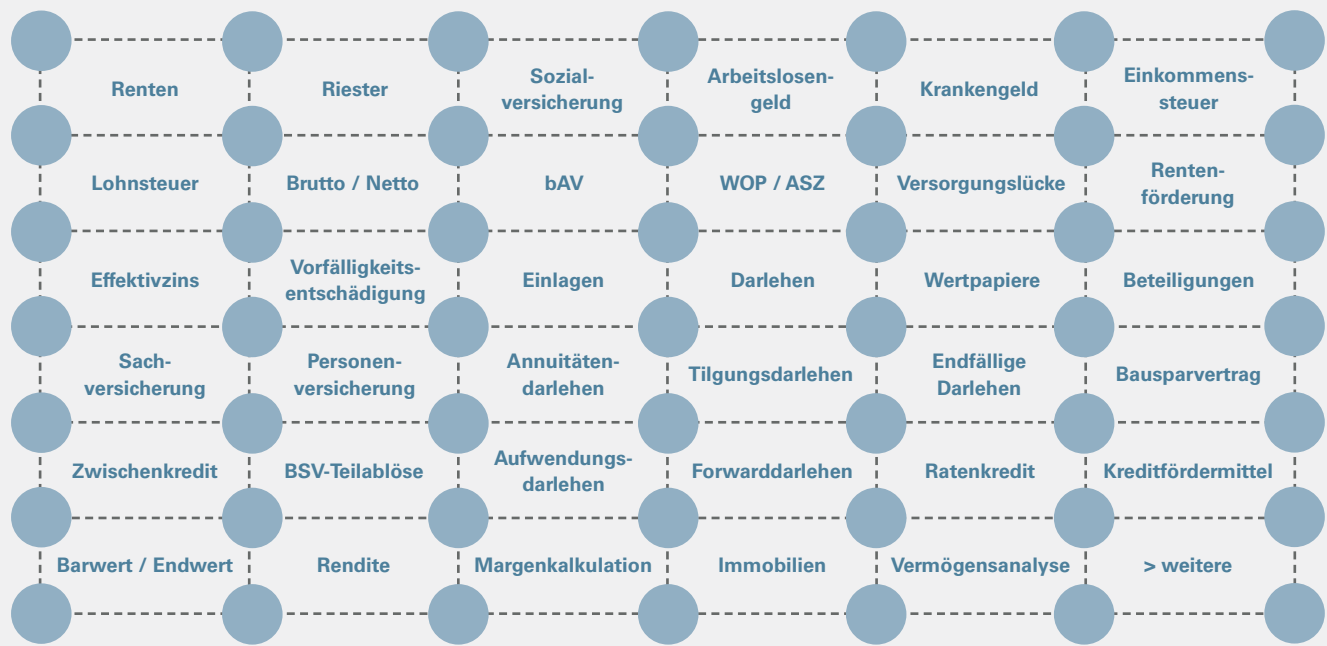 Renten
Riester
Sozial-
versicherung
Arbeitslosen-
geld
Krankengeld
Einkommens-
steuer
Lohnsteuer
Brutto / Netto
bAV
WOP / ASZ
Versorgungslücke
Renten-
förderung
Effektivzins
Vorfälligkeits-
entschädigung
Einlagen
Darlehen
Wertpapiere
Beteiligungen
Sach-
versicherung
Personen-
versicherung
Annuitäten-
darlehen
Tilgungsdarlehen
Endfällige
Darlehen
Bausparvertrag
Zwischenkredit
BSV-Teilablöse
Aufwendungs-
darlehen
Forwarddarlehen
Ratenkredit
Kreditfördermittel
Barwert / Endwert
Rendite
Margenkalkulation
Immobilien
Vermögensanalyse
> weitere